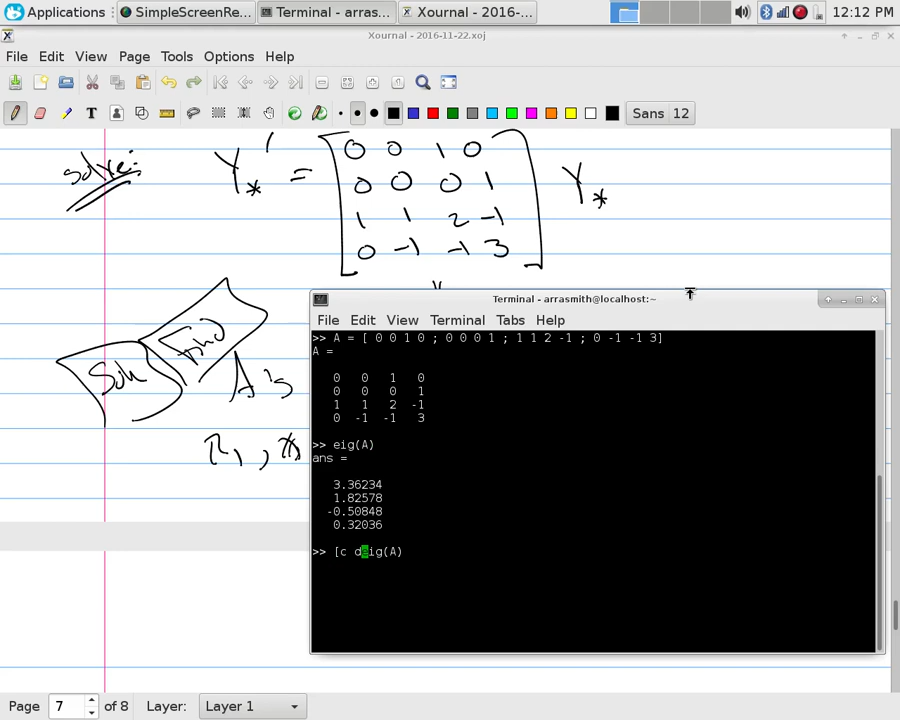 Applications SimpleScreenRe... Terminal - arras... Xournal - 2016-... 12:12 PM
Xournal - 2016-11-22.xoj
File Edit View Page Tools Options Help
Sans 12
solve: Y*' = [ 0 0 1 0
0 0 0 1
1 1 2 -1
0 -1 -1 3 ] Y*
Soln Find
A's
Terminal - arrasmith@localhost:~
File Edit View Terminal Tabs Help
>> A = [ 0 0 1 0 ; 0 0 0 1 ; 1 1 2 -1 ; 0 -1 -1 3]
A =
0 0 1 0
0 0 0 1
1 1 2 -1
0 -1 -1 3
>> eig(A)
ans =
3.36234
1.82578
-0.50848
0.32036
>> [c deig(A)
Page 7 of 8 Layer: Layer 1